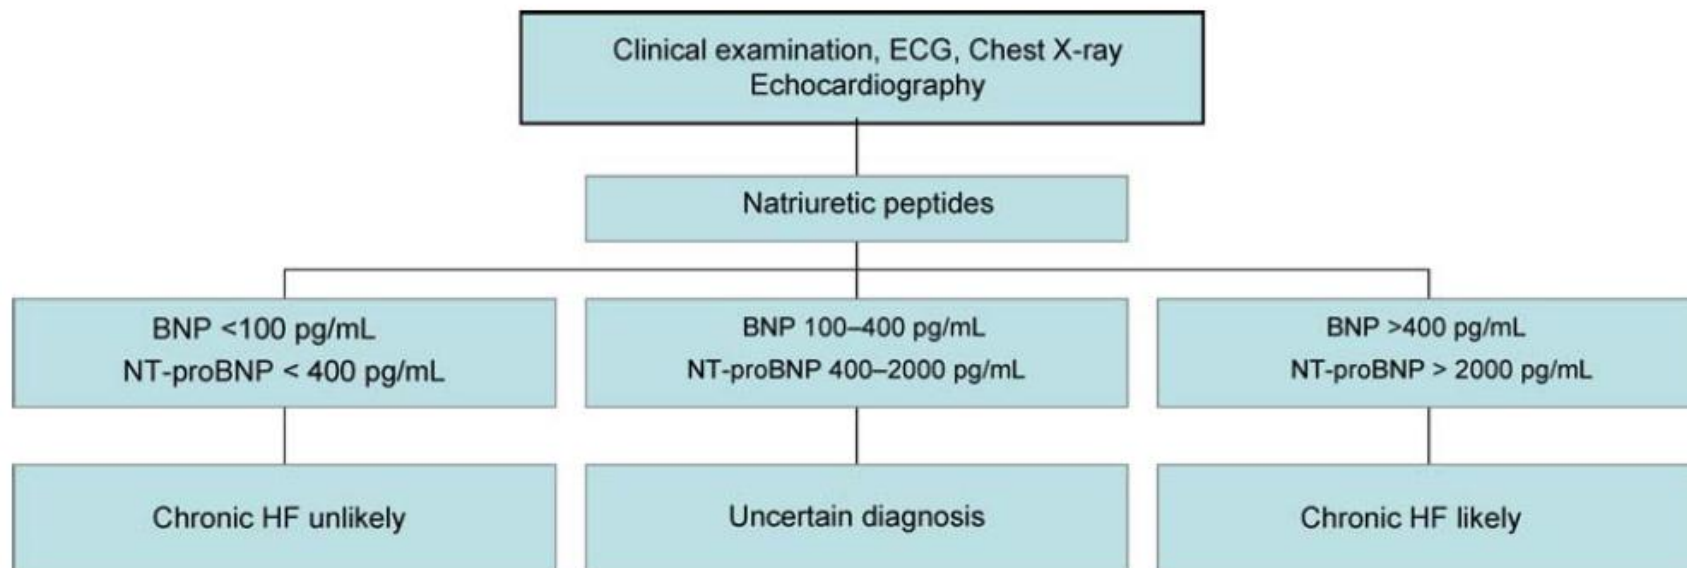 Clinical examination, ECG, Chest X-ray
Echocardiography
Natriuretic peptides
BNP <100 pg/mL
NT-proBNP < 400 pg/mL
BNP 100–400 pg/mL
NT-proBNP 400–2000 pg/mL
BNP >400 pg/mL
NT-proBNP > 2000 pg/mL
Chronic HF unlikely
Uncertain diagnosis
Chronic HF likely